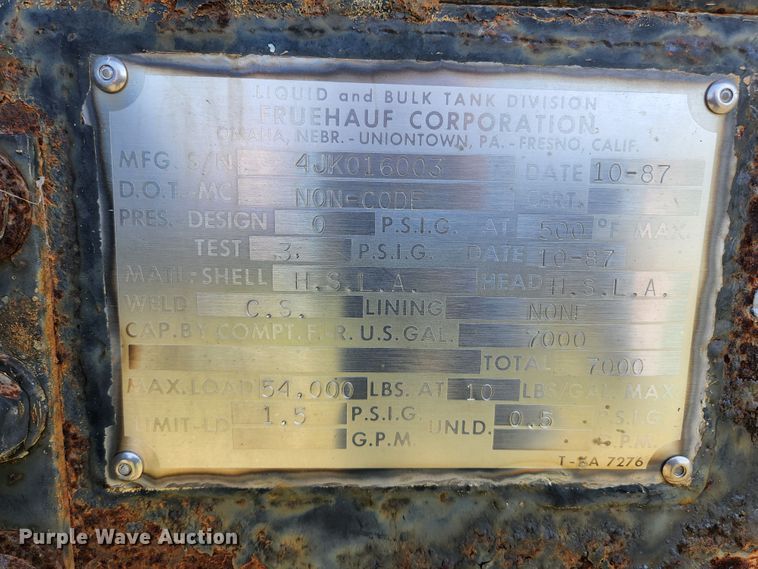 LIQUID and BULK TANK DIVISION
FRUEHAUF CORPORATION
OMAHA, NEBR. - UNIONTOWN, PA. - FRESNO, CALIF.
MFG. S/N 4JK016003 DATE 10-87
D.O.T. MC NON-CODE CERT.
PRES. DESIGN 0 P.S.I.G. AT 500 °F MAX.
TEST 3. P.S.I.G. DATE 10-87
MATL: SHELL H.S.L.A. HEAD H.S.L.A.
WELD C.S. LINING NONE
CAP. BY COMPT. F. - R. U.S. GAL. 7000
TOTAL 7000
MAX. LOAD 54,000 LBS. AT 10 LBS/GAL. MAX.
LIMIT-LD 1.5 P.S.I.G. UNLD. 0.5 P.S.I.G.
G.P.M. P.M.
T-BA 7276
Purple Wave Auction